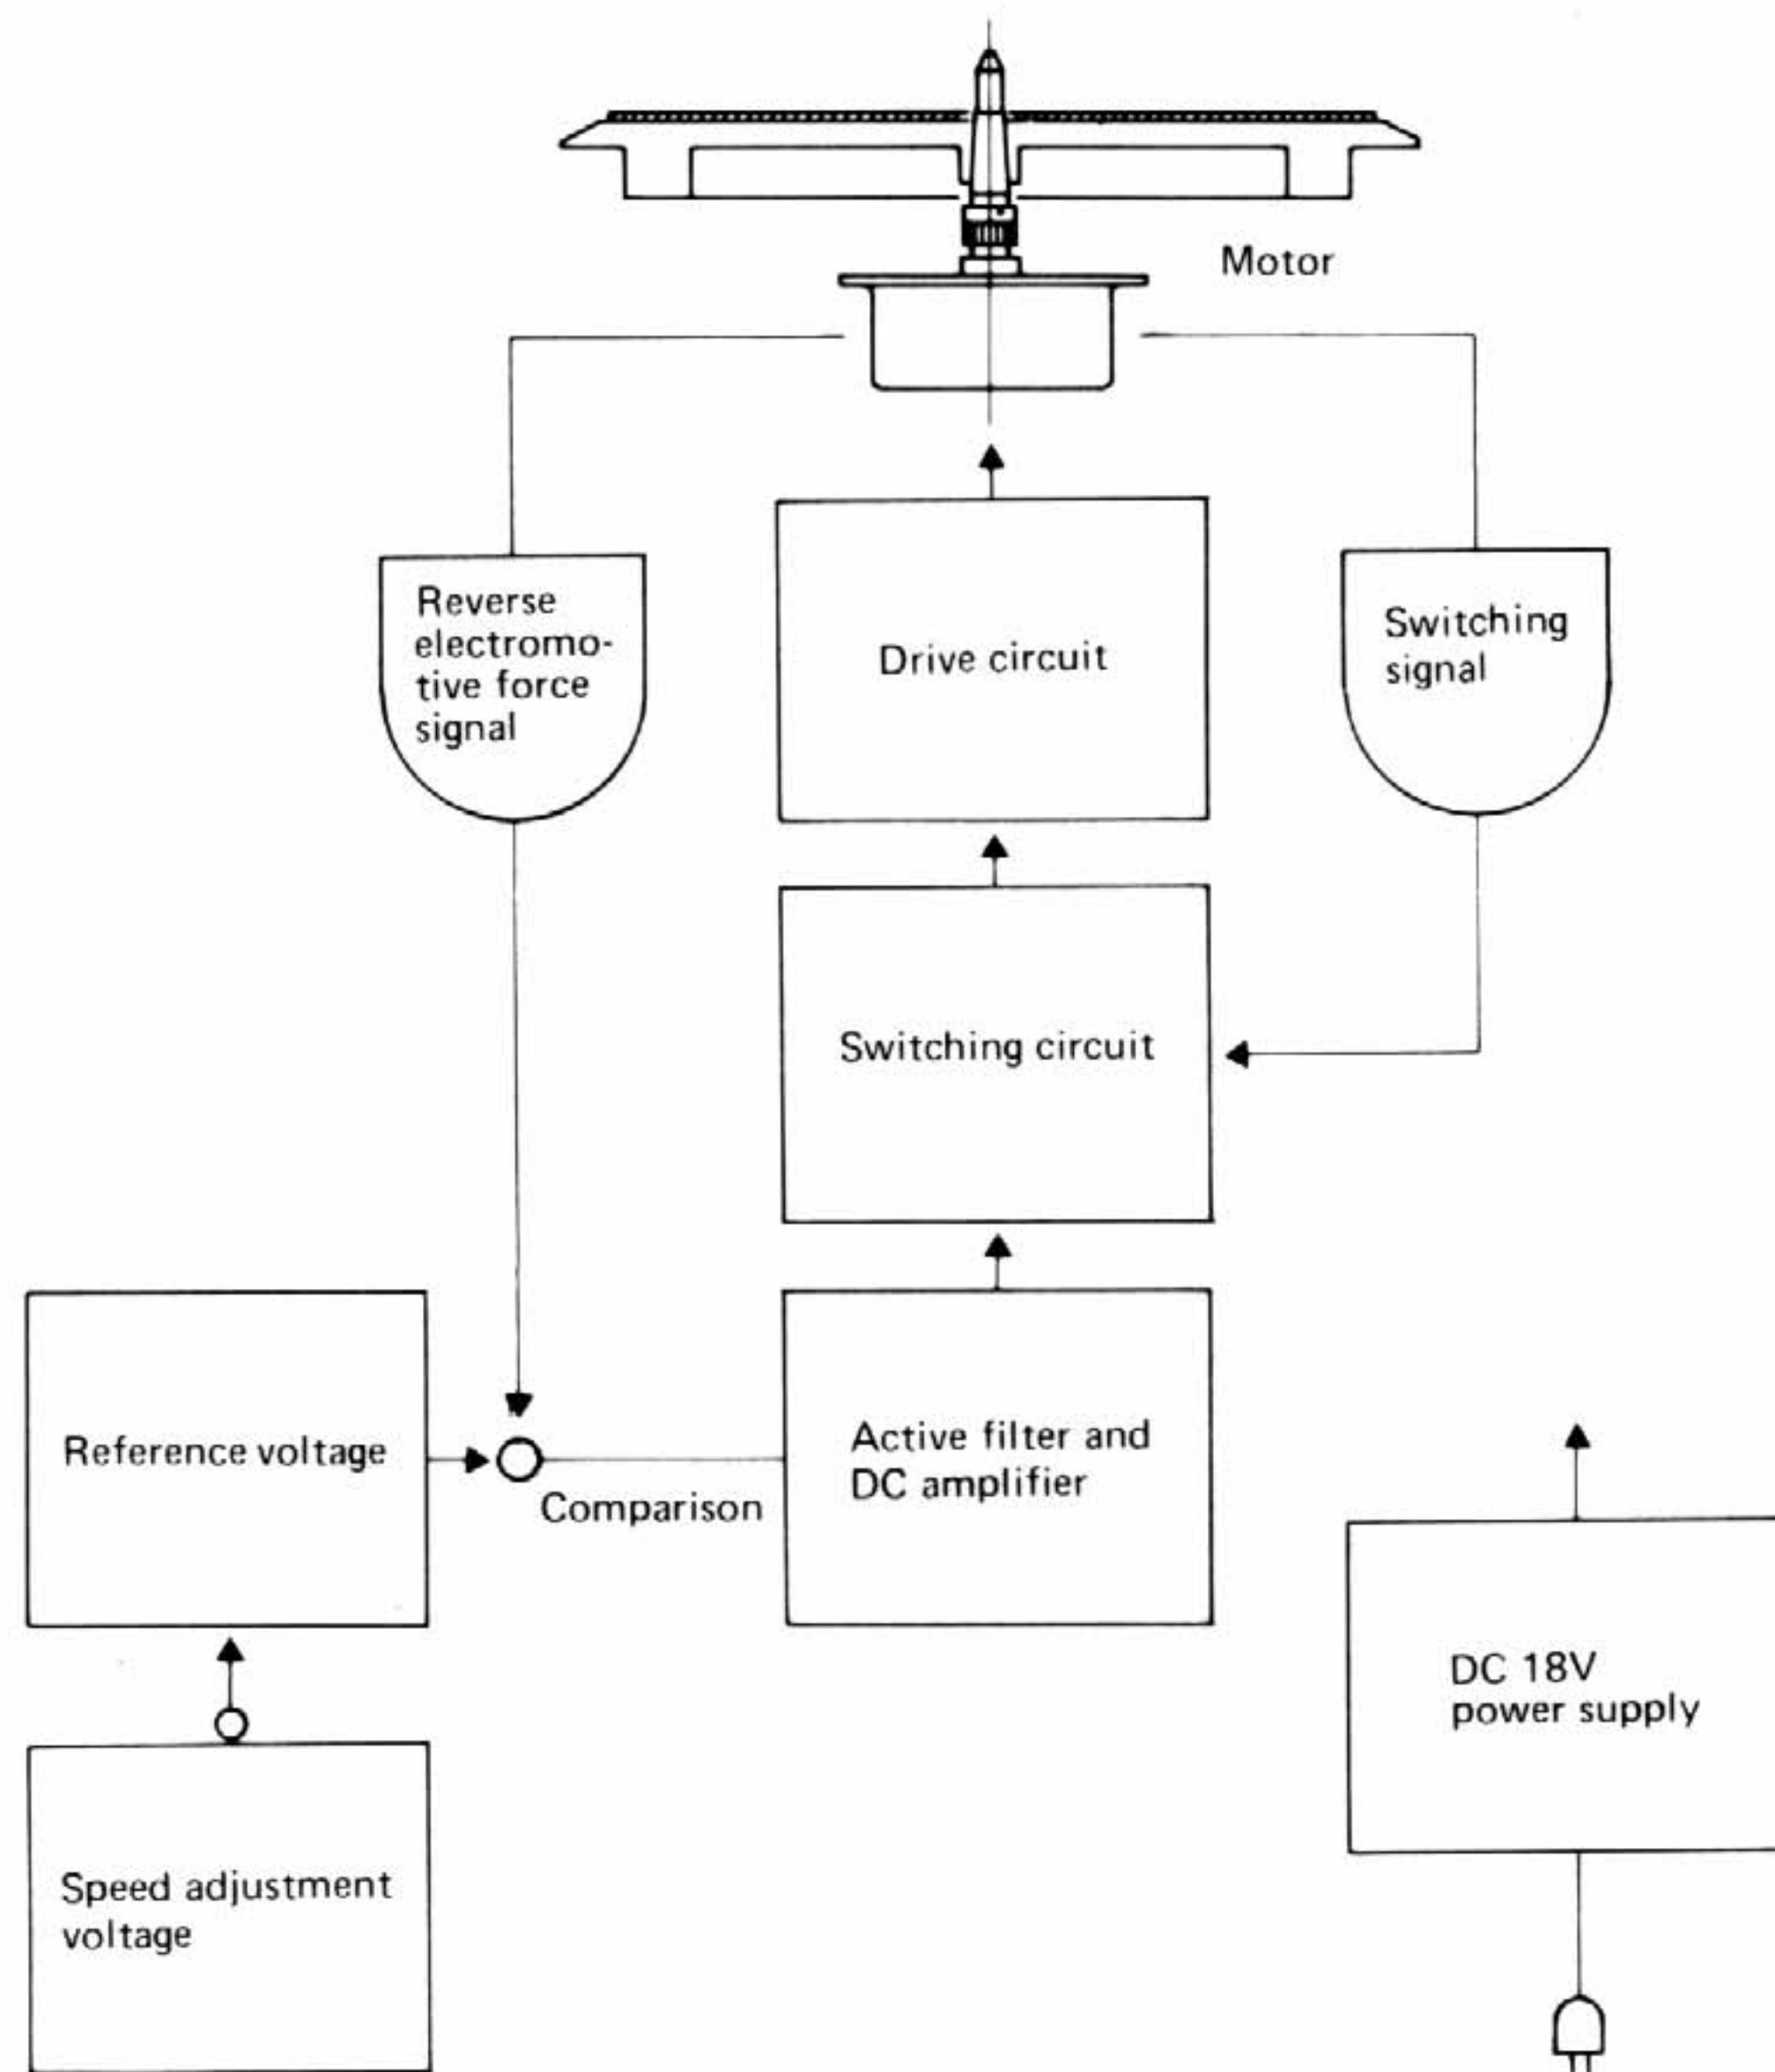 Motor
Reverse
electromo-
tive force
signal
Drive circuit
Switching
signal
Switching circuit
Reference voltage
Comparison
Active filter and
DC amplifier
DC 18V
power supply
Speed adjustment
voltage